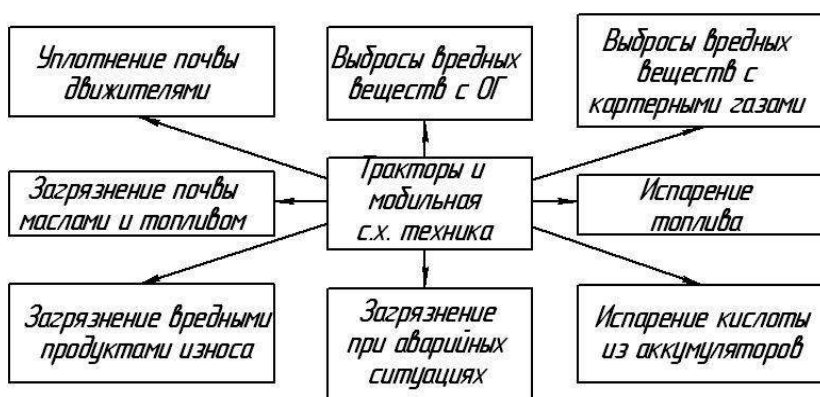 Уплотнение почвы
движителями
Выбросы вредных
веществ с ОГ
Выбросы вредных
веществ с
картерными газами
Загрязнение почвы
маслами и топливом
Тракторы и
мобильная
с.х. техника
Испарение
топлива
Загрязнение вредными
продуктами износа
Загрязнение
при аварийных
ситуациях
Испарение кислоты
из аккумуляторов